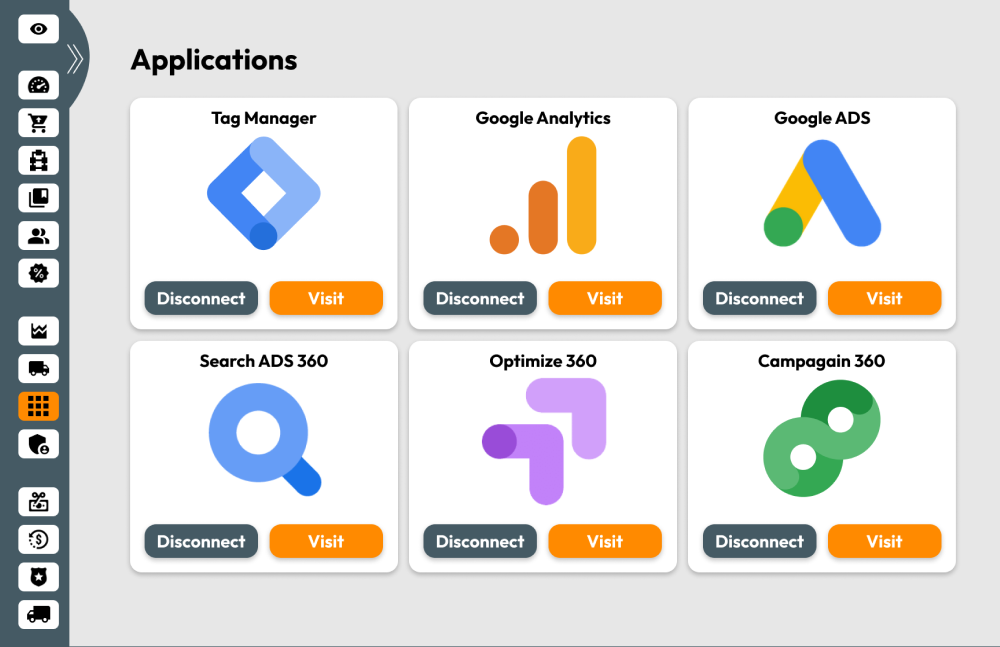 Applications
Tag Manager
Google Analytics
Google ADS
Disconnect
Visit
Disconnect
Visit
Disconnect
Visit
Search ADS 360
Optimize 360
Campagain 360
Disconnect
Visit
Disconnect
Visit
Disconnect
Visit